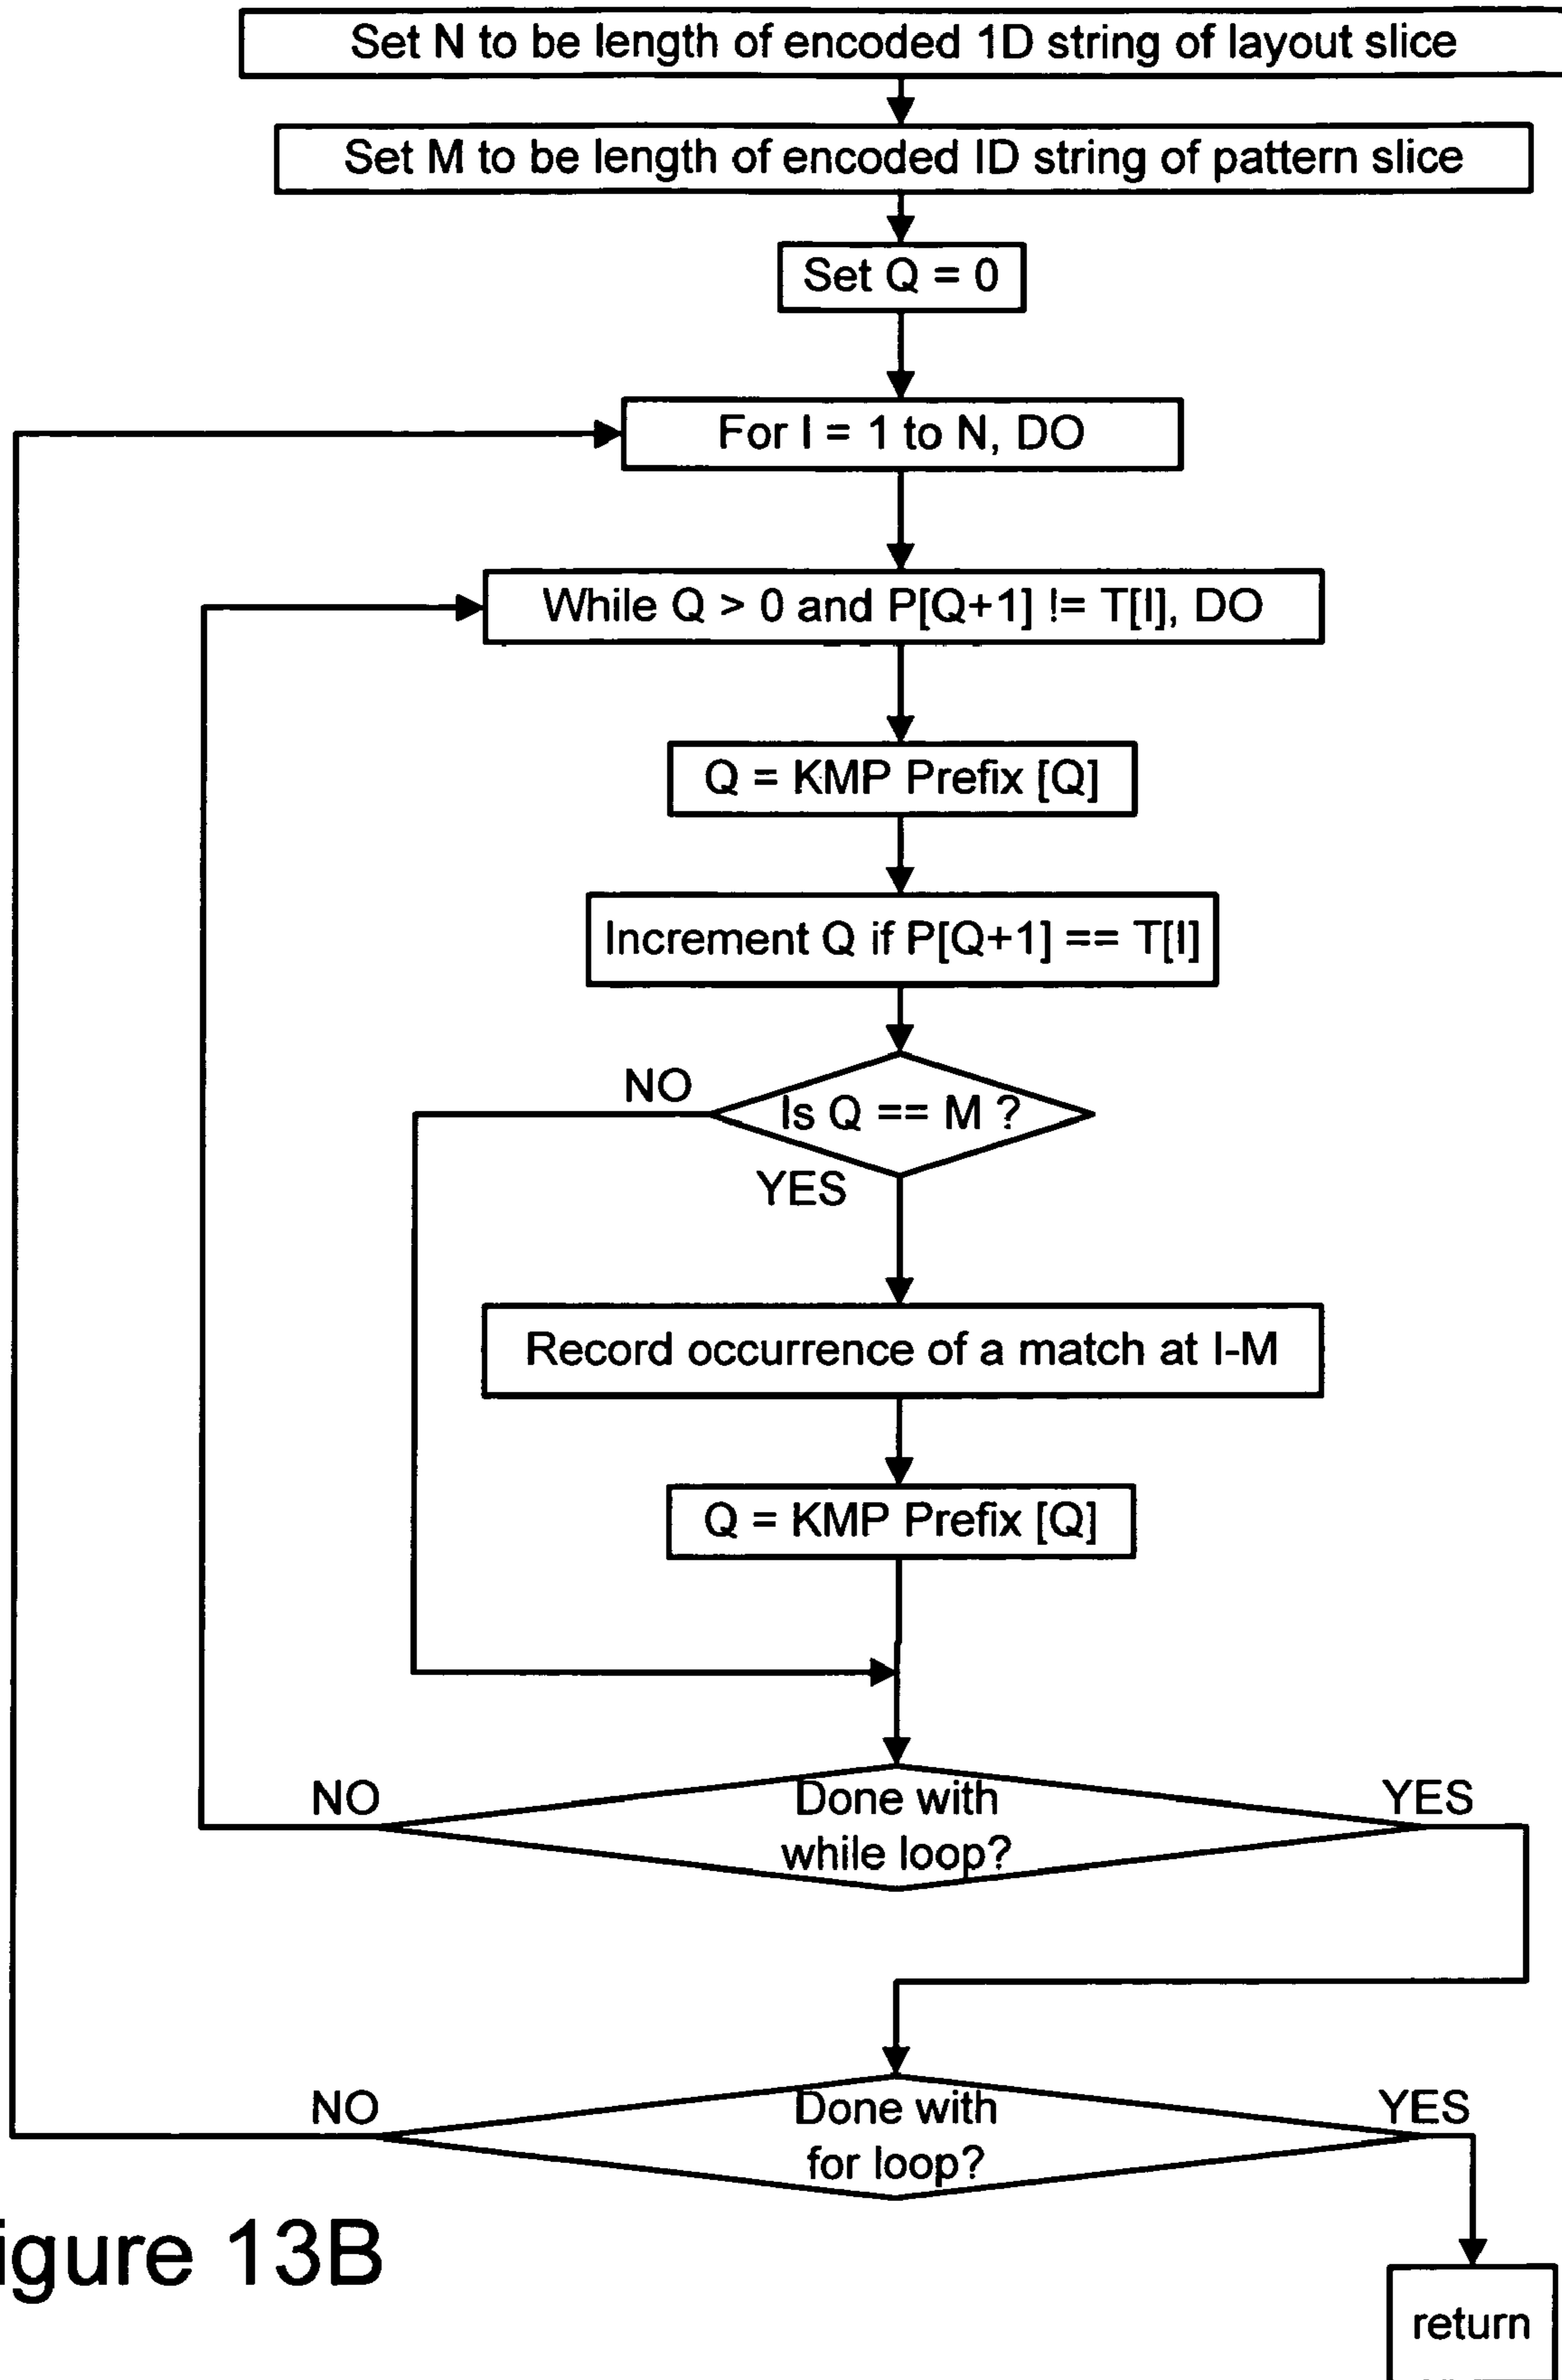 Set N to be length of encoded 1D string of layout slice
Set M to be length of encoded ID string of pattern slice
Set Q = 0
For I = 1 to N, DO
While Q > 0 and P[Q+1] != T[I], DO
Q = KMP Prefix [Q]
Increment Q if P[Q+1] == T[I]
NO
Is Q == M ?
YES
Record occurrence of a match at I-M
Q = KMP Prefix [Q]
NO
Done with
YES
while loop?
NO
Done with
YES
for loop?
igure 13B
return